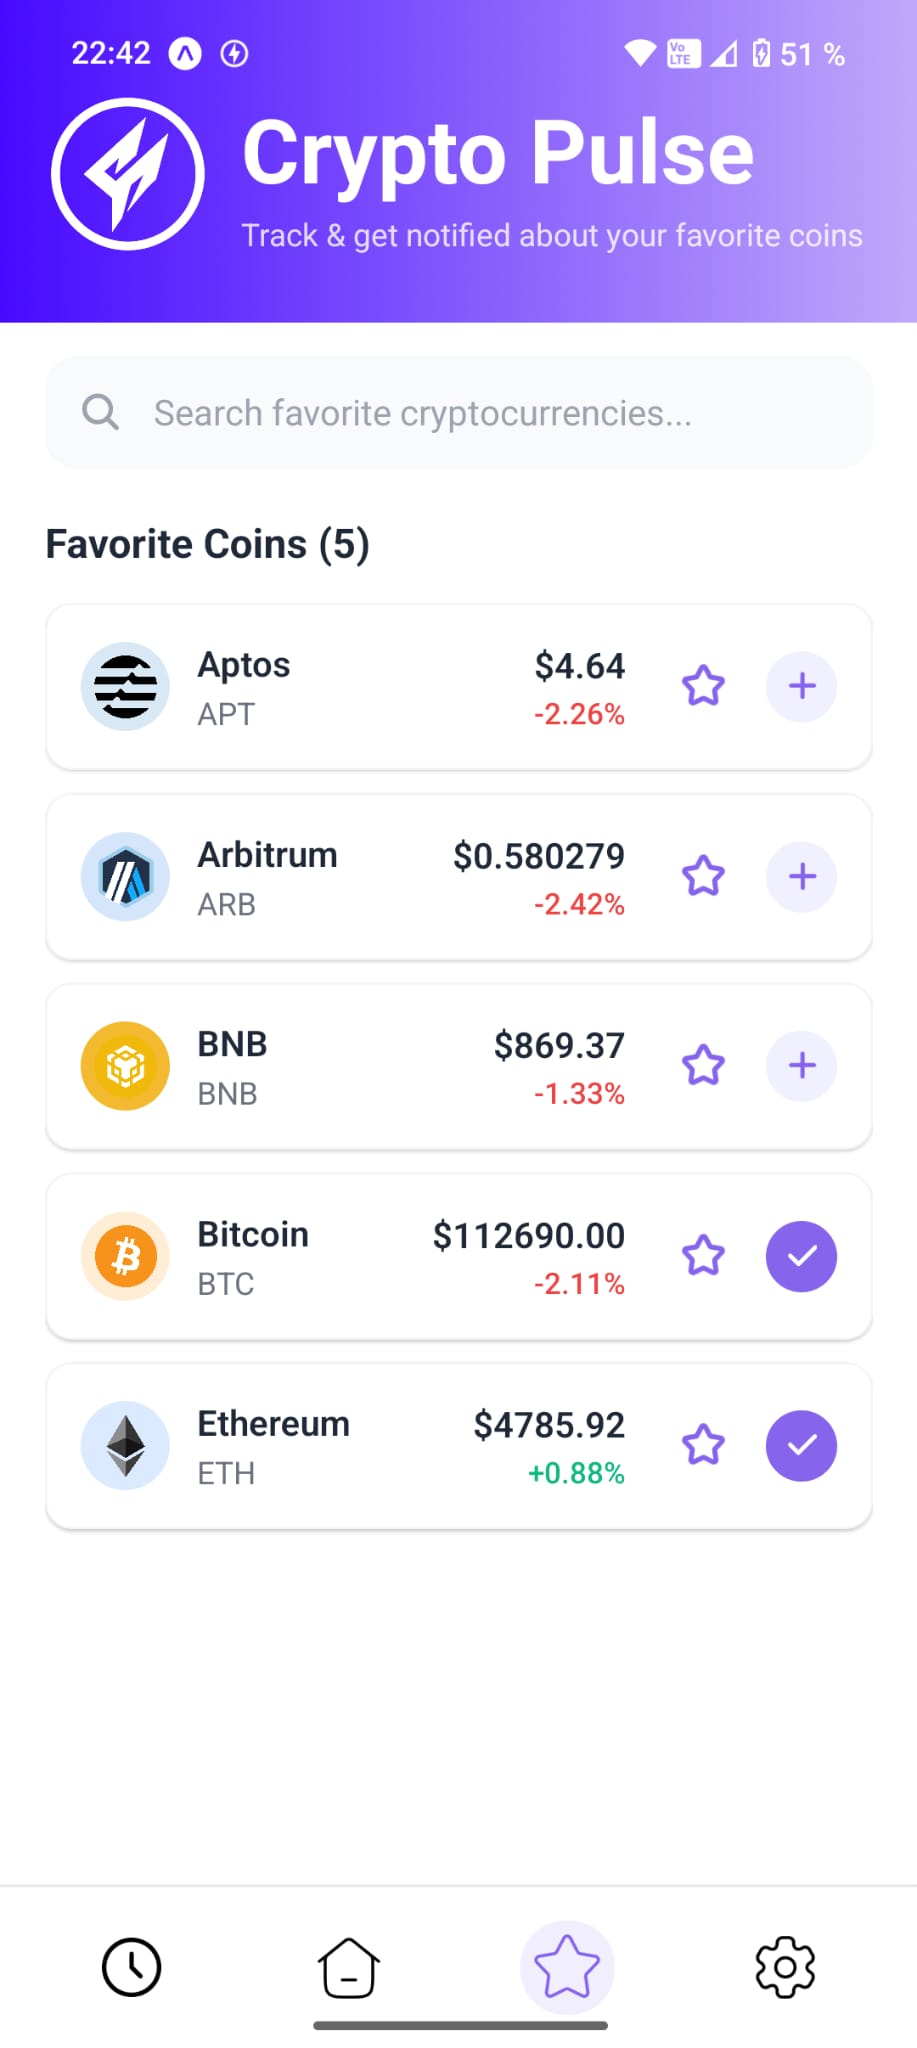 22:42 Vo LTE 51 %
Crypto Pulse
Track & get notified about your favorite coins
Search favorite cryptocurrencies...
Favorite Coins (5)
Aptos $4.64
APT -2.26%
Arbitrum $0.580279
ARB -2.42%
BNB $869.37
BNB -1.33%
Bitcoin $112690.00
BTC -2.11%
Ethereum $4785.92
ETH +0.88%